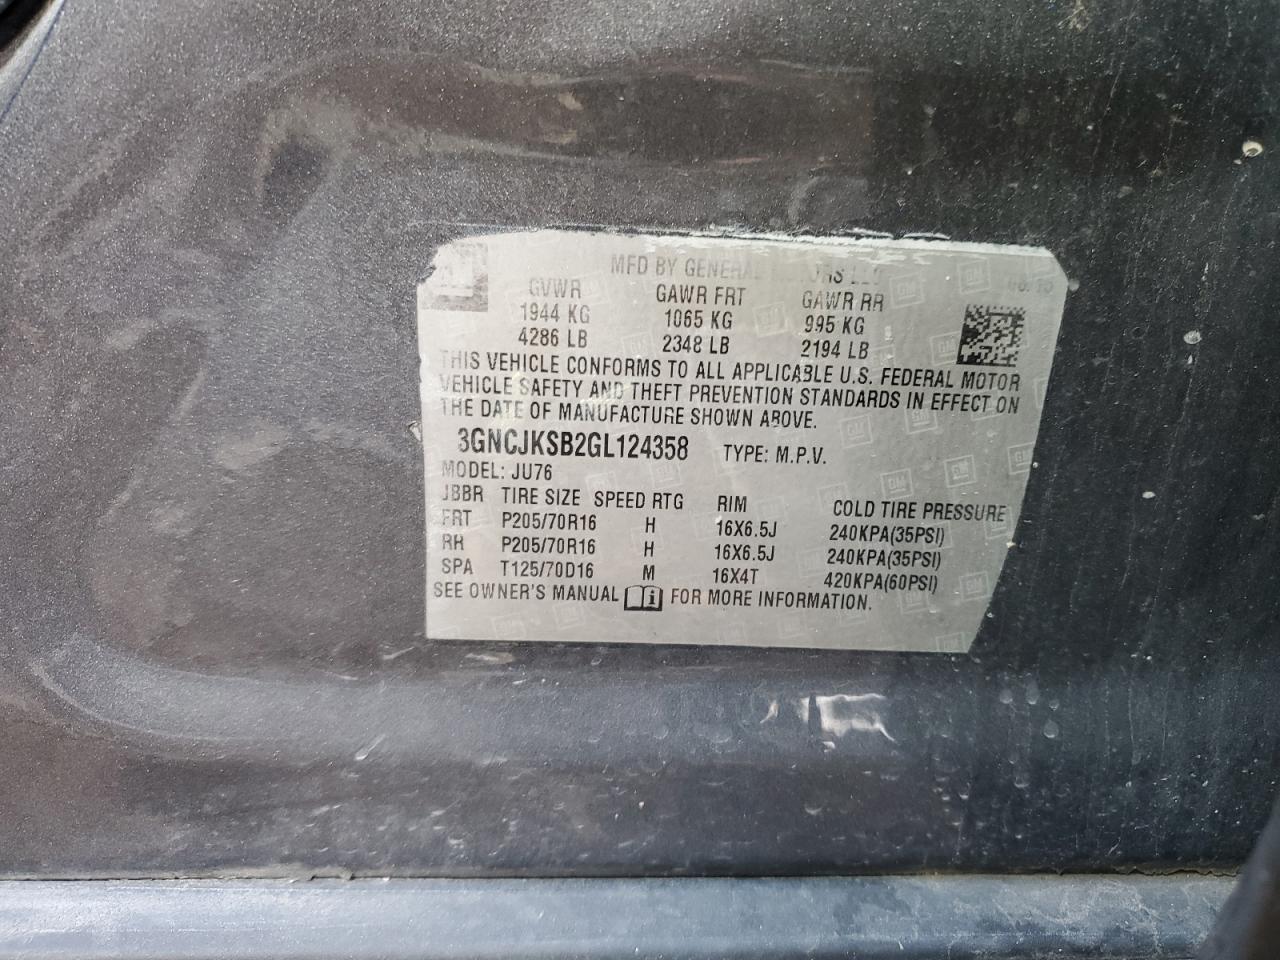 MFD BY GENERAL MOTORS LLC
GVWR GAWR FRT GAWR RR
1944 KG 1065 KG 995 KG
4286 LB 2348 LB 2194 LB
THIS VEHICLE CONFORMS TO ALL APPLICABLE U.S. FEDERAL MOTOR
VEHICLE SAFETY AND THEFT PREVENTION STANDARDS IN EFFECT ON
THE DATE OF MANUFACTURE SHOWN ABOVE.
3GNCJKSB2GL124358 TYPE: M.P.V.
MODEL: JU76
JBBR TIRE SIZE SPEED RTG RIM COLD TIRE PRESSURE
FRT P205/70R16 H 16X6.5J 240KPA(35PSI)
RH P205/70R16 H 16X6.5J 240KPA(35PSI)
SPA T125/70D16 M 16X4T 420KPA(60PSI)
SEE OWNER'S MANUAL FOR MORE INFORMATION.